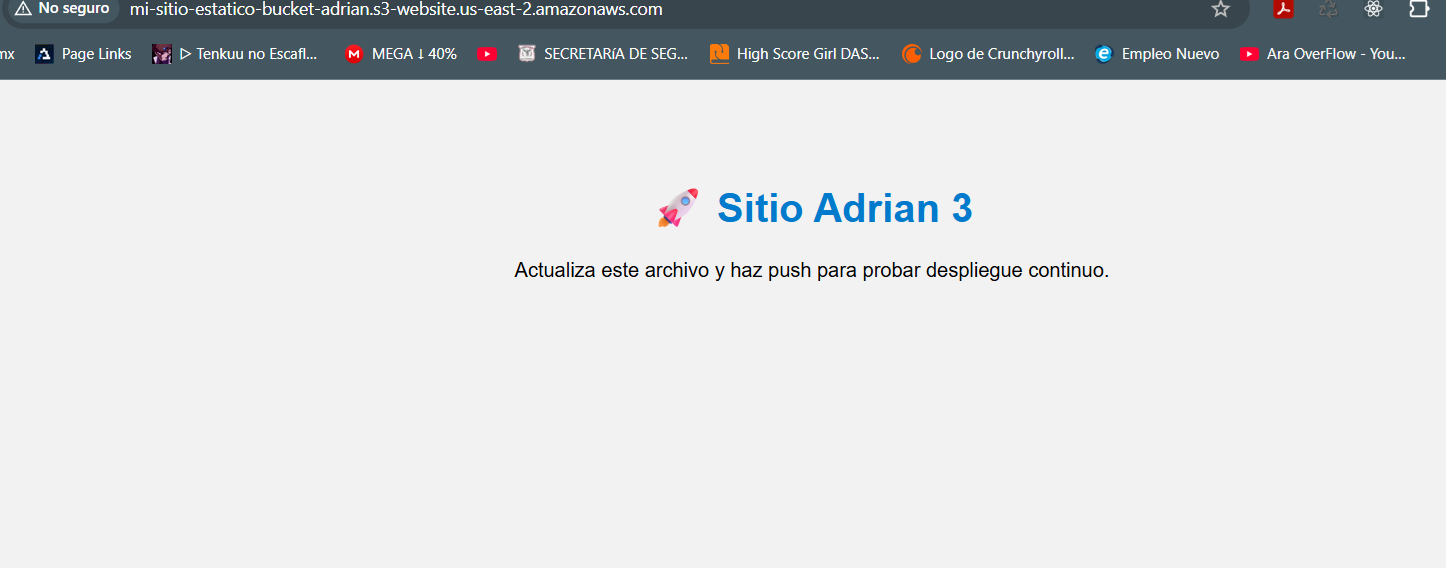 No seguro mi-sitio-estatico-bucket-adrian.s3-website.us-east-2.amazonaws.com
mx Page Links ▷ Tenkuu no Escafl... MEGA ⭣ 40% SECRETARíA DE SEG... High Score Girl DAS... Logo de Crunchyroll... Empleo Nuevo Ara OverFlow - You...
🚀 Sitio Adrian 3
Actualiza este archivo y haz push para probar despliegue continuo.